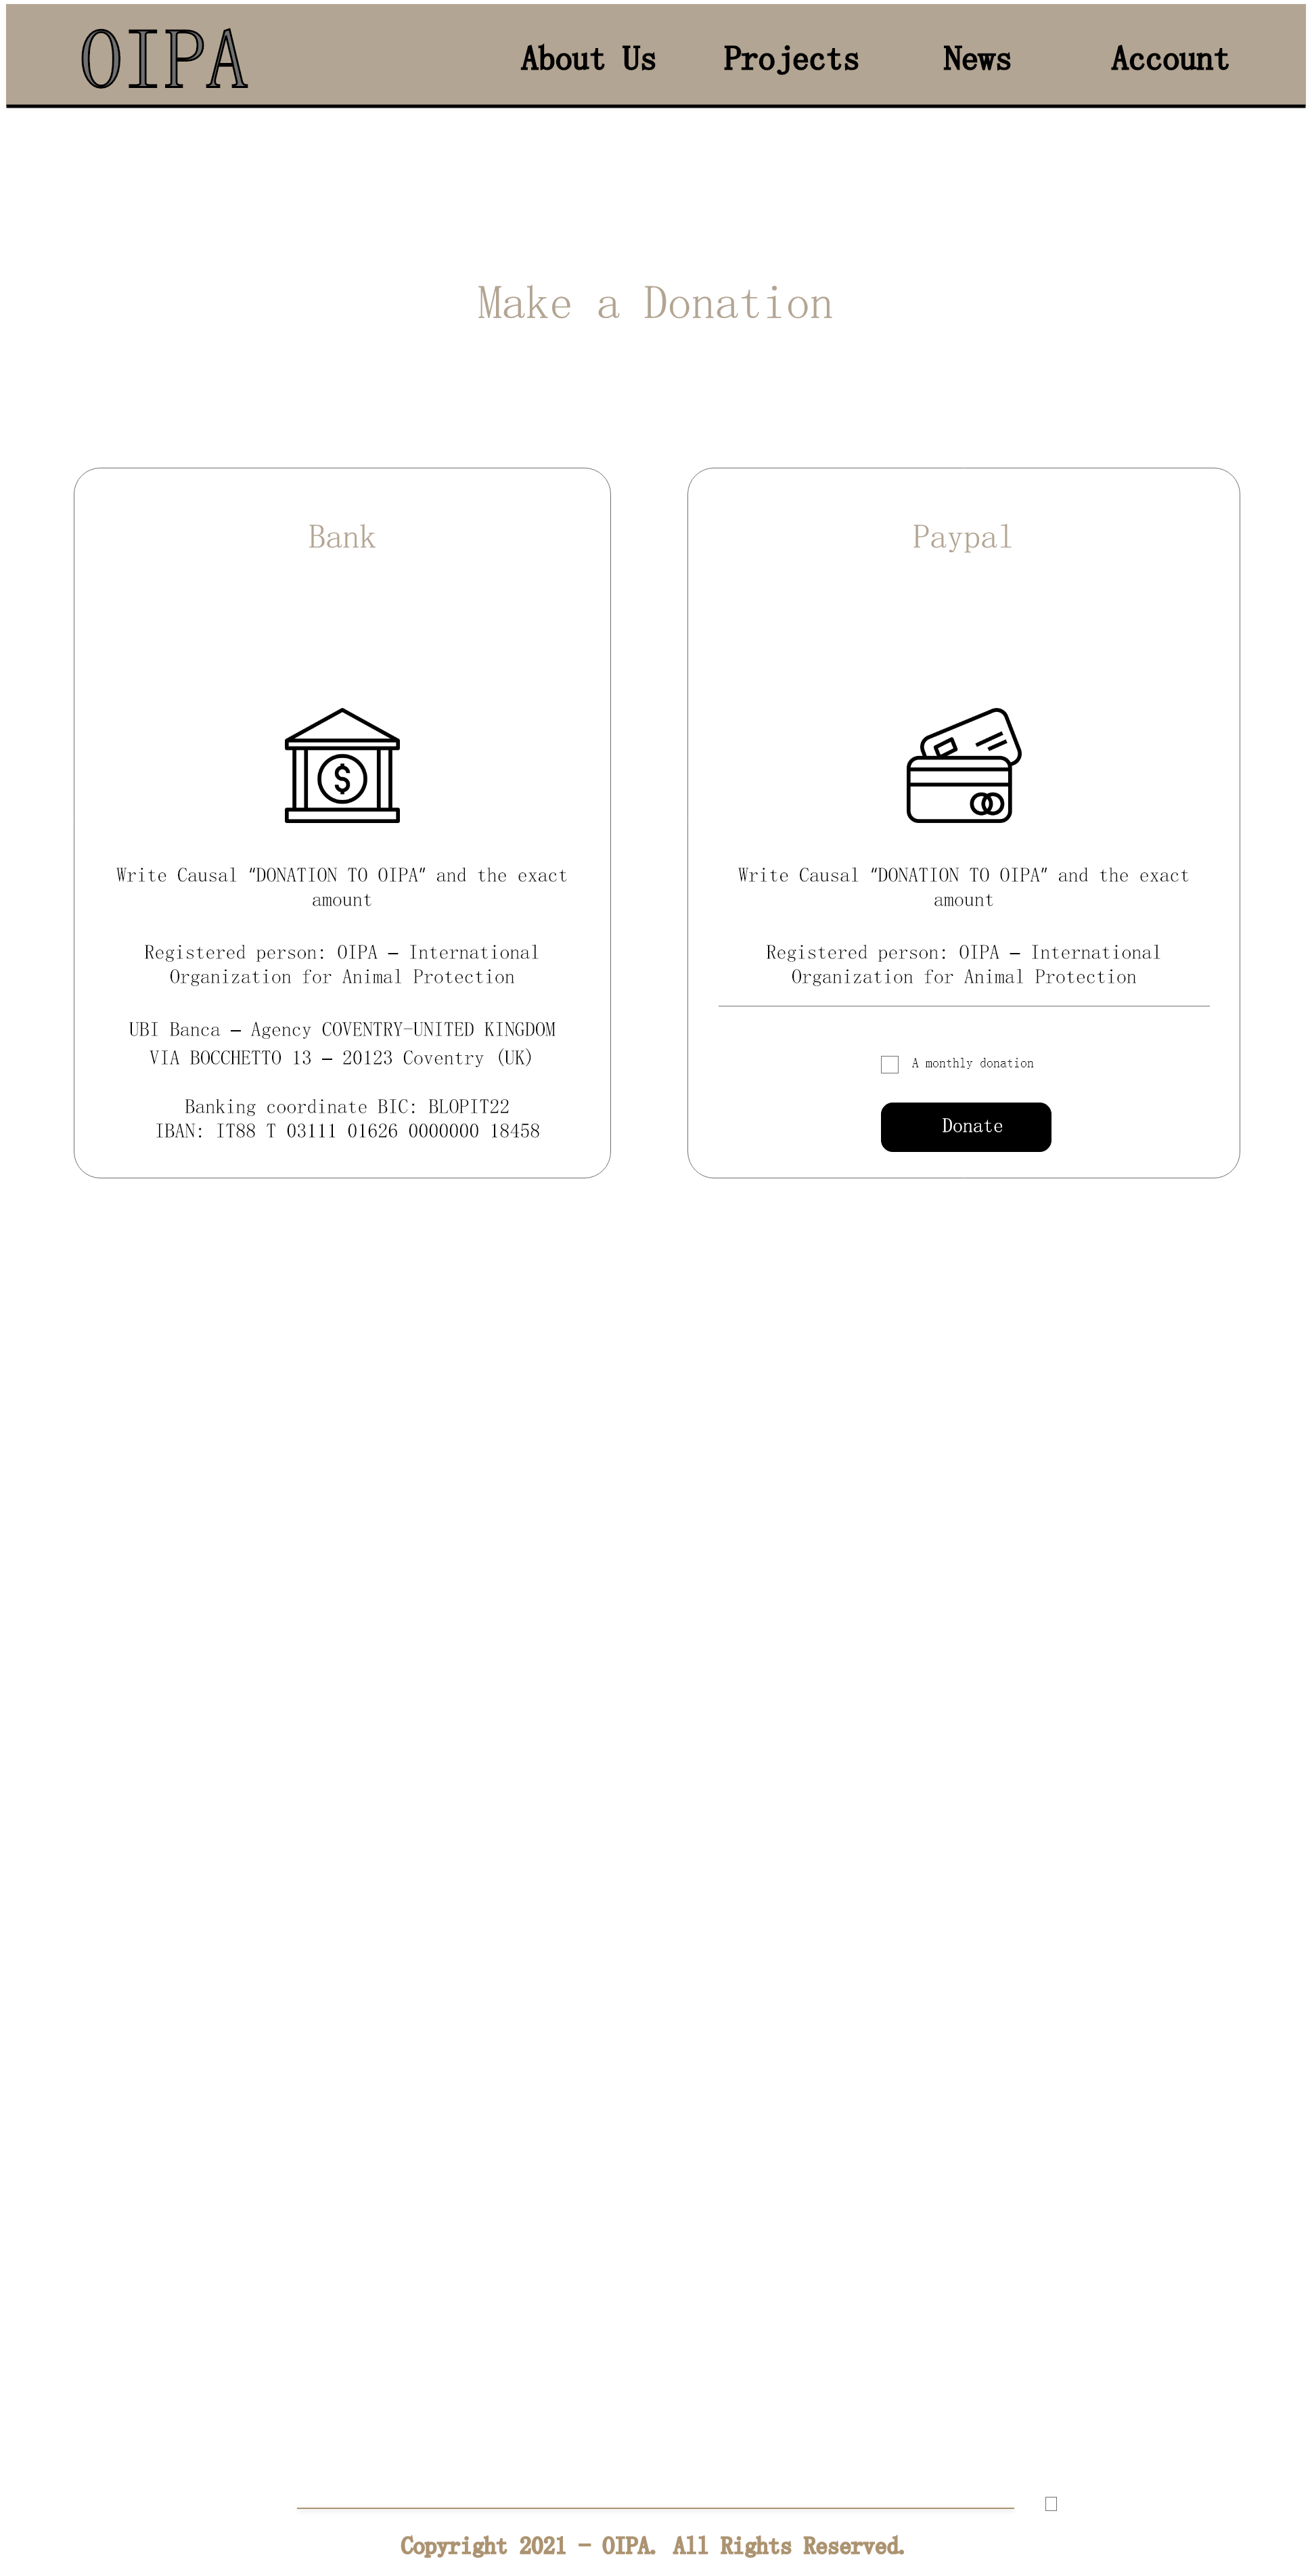 OIPA
About Us Projects News Account
Make a Donation
Bank
Write Causal "DONATION TO OIPA" and the exact
amount
Registered person: OIPA – International
Organization for Animal Protection
UBI Banca – Agency COVENTRY-UNITED KINGDOM
VIA BOCCHETTO 13 – 20123 Coventry (UK)
Banking coordinate BIC: BLOPIT22
IBAN: IT88 T 03111 01626 0000000 18458
Paypal
Write Causal "DONATION TO OIPA" and the exact
amount
Registered person: OIPA – International
Organization for Animal Protection
A monthly donation
Donate
Copyright 2021 - OIPA. All Rights Reserved.